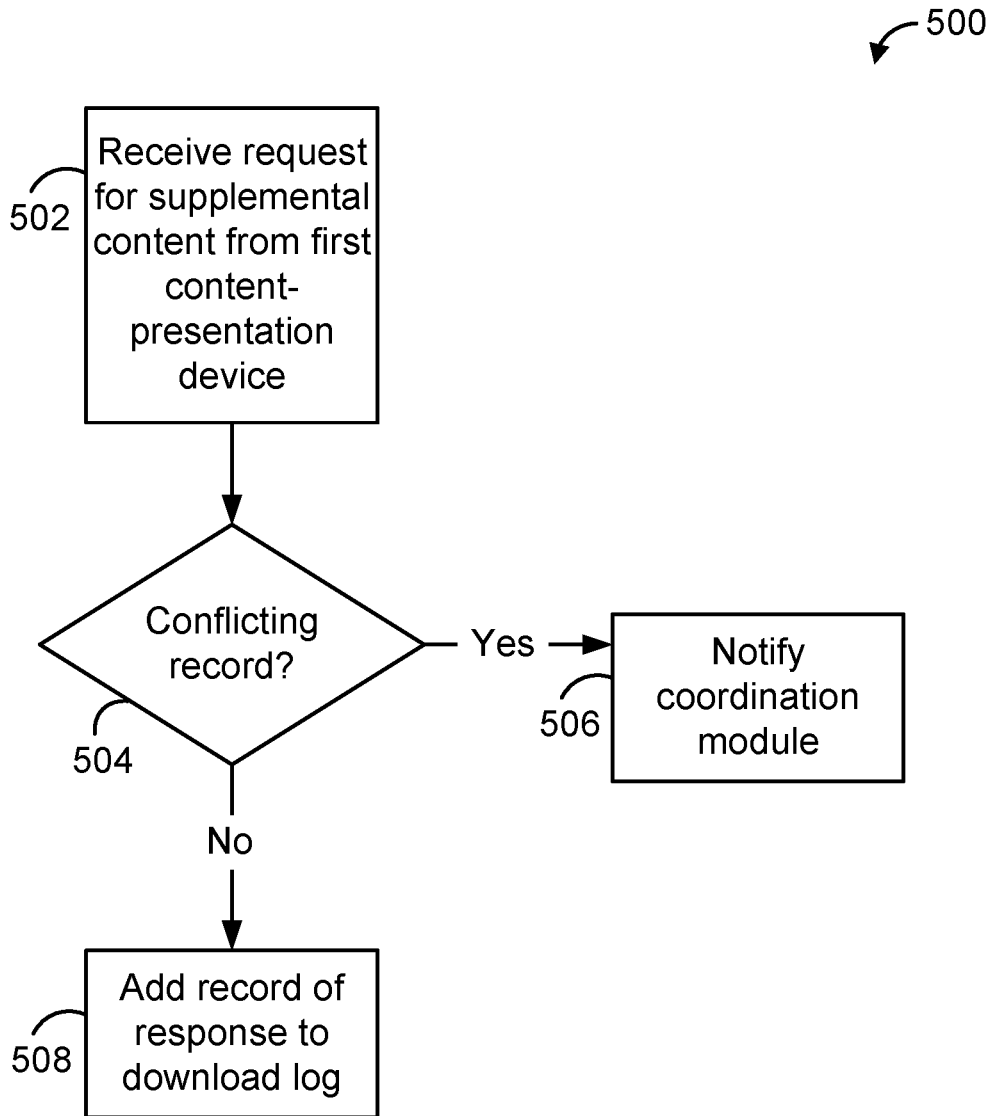 500
Receive request
for supplemental
content from first
content-
presentation
device
502
Conflicting
record?
504
Yes
Notify
coordination
module
506
No
Add record of
response to
download log
508